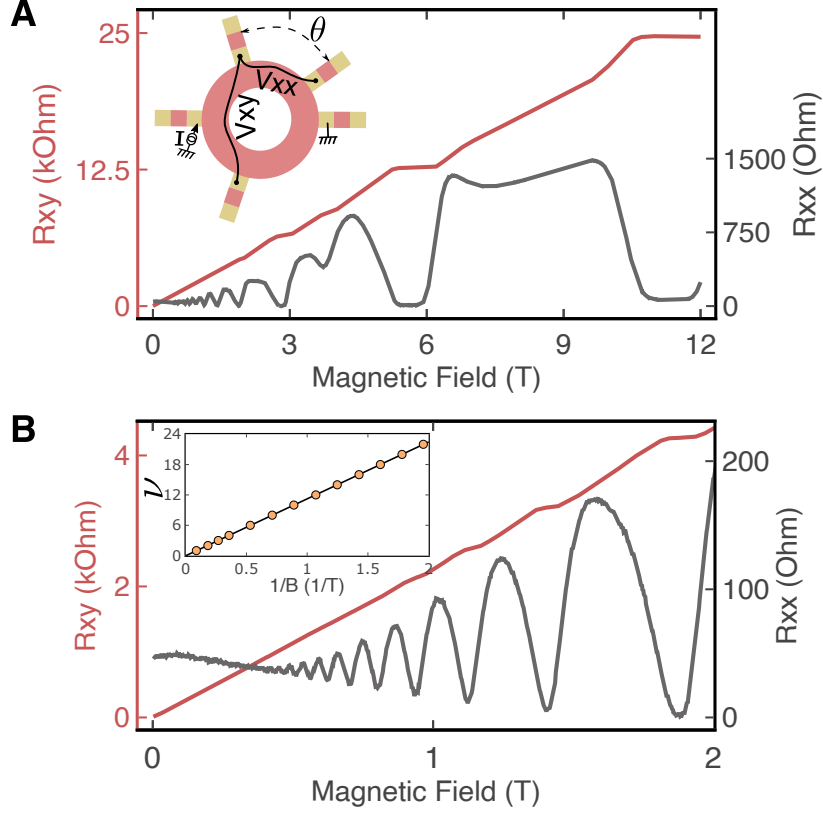 A
Rxy (kOhm)
25
12.5
0
θ
Vxx
Vxy
I
1500
750
0
Rxx (Ohm)
0 3 6 9 12
Magnetic Field (T)
B
Rxy (kOhm)
4
2
0
ν
24
18
12
6
0
0 0.5 1 1.5 2
1/B (1/T)
200
100
0
Rxx (Ohm)
0 1 2
Magnetic Field (T)